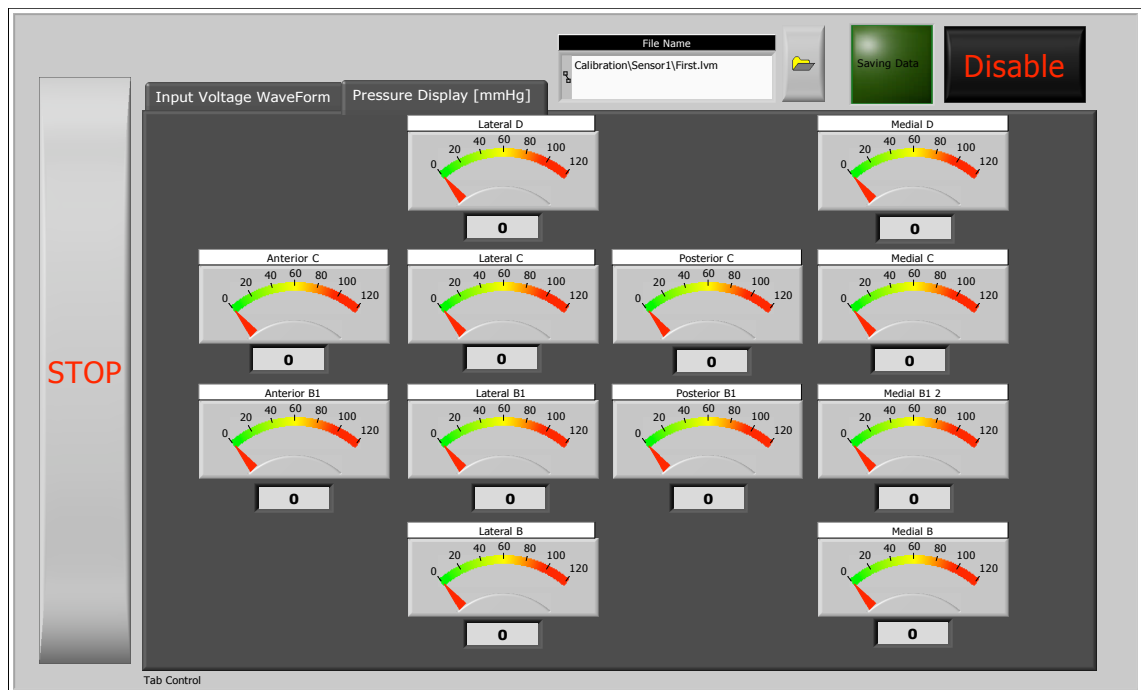 File Name
Calibration\Sensor1\First.lvm
Saving Data
Disable
Input Voltage WaveForm
Pressure Display [mmHg]
STOP
Lateral D
0 20 40 60 80 100 120
0
Medial D
0 20 40 60 80 100 120
0
Anterior C
0 20 40 60 80 100 120
0
Lateral C
0 20 40 60 80 100 120
0
Posterior C
0 20 40 60 80 100 120
0
Medial C
0 20 40 60 80 100 120
0
Anterior B1
0 20 40 60 80 100 120
0
Lateral B1
0 20 40 60 80 100 120
0
Posterior B1
0 20 40 60 80 100 120
0
Medial B1 2
0 20 40 60 80 100 120
0
Lateral B
0 20 40 60 80 100 120
0
Medial B
0 20 40 60 80 100 120
0
Tab Control